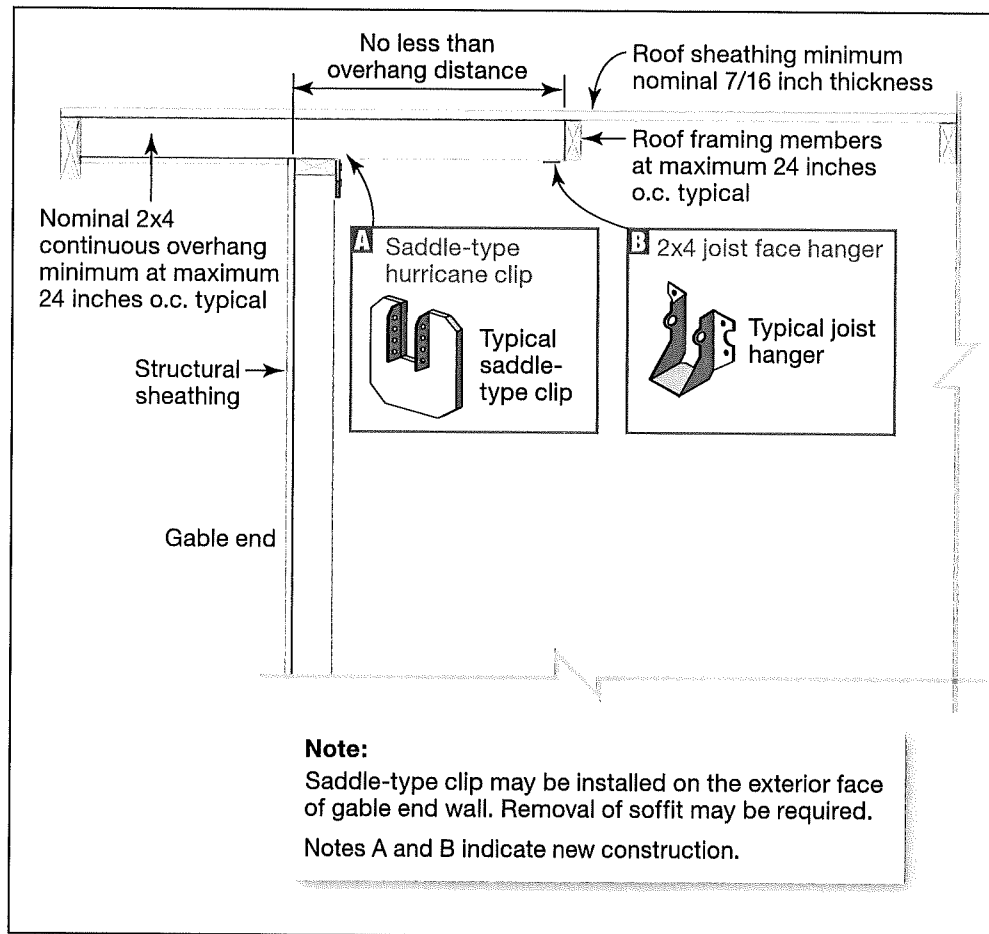 No less than
overhang distance
Roof sheathing minimum
nominal 7/16 inch thickness
Roof framing members
at maximum 24 inches
o.c. typical
Nominal 2x4
continuous overhang
minimum at maximum
24 inches o.c. typical
A Saddle-type
hurricane clip
Typical
saddle-
type clip
B 2x4 joist face hanger
Typical joist
hanger
Structural
sheathing
Gable end
Note:
Saddle-type clip may be installed on the exterior face
of gable end wall. Removal of soffit may be required.
Notes A and B indicate new construction.